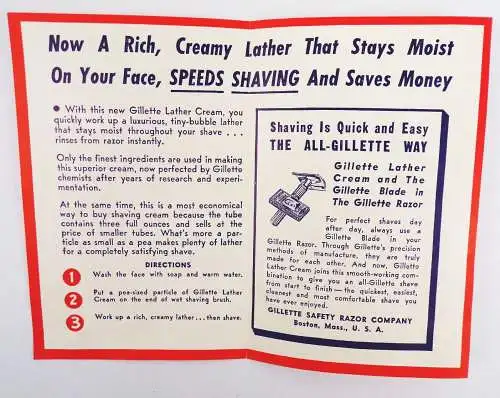 Now A Rich, Creamy Lather That Stays Moist
On Your Face, SPEEDS SHAVING And Saves Money
● With this new Gillette Lather Cream, you
quickly work up a luxurious, tiny-bubble lather
that stays moist throughout your shave . . .
rinses from razor instantly.
Only the finest ingredients are used in making
this superior cream, now perfected by Gillette
chemists after years of research and experi-
mentation.
At the same time, this is a most economical
way to buy shaving cream because the tube
contains three full ounces and sells at the
price of smaller tubes. What's more a par-
ticle as small as a pea makes plenty of lather
for a completely satisfying shave.
DIRECTIONS
1 Wash the face with soap and warm water.
2 Put a pea-sized particle of Gillette Lather
Cream on the end of wet shaving brush.
3 Work up a rich, creamy lather . . . then shave.
Shaving Is Quick and Easy
THE ALL-GILLETTE WAY
Gillette Lather
Cream and The
Gillette Blade in
The Gillette Razor
For perfect shaves day
after day, always use a
Gillette Blade in your
Gillette Razor. Through Gillette's precision
methods of manufacture, they are truly
made for each other. And now, Gillette
Lather Cream joins this smooth-working com-
bination to give you an all-Gillette shave
from start to finish—the quickest, easiest,
cleanest and most comfortable shave you
have ever enjoyed.
GILLETTE SAFETY RAZOR COMPANY
Boston, Mass., U. S. A.